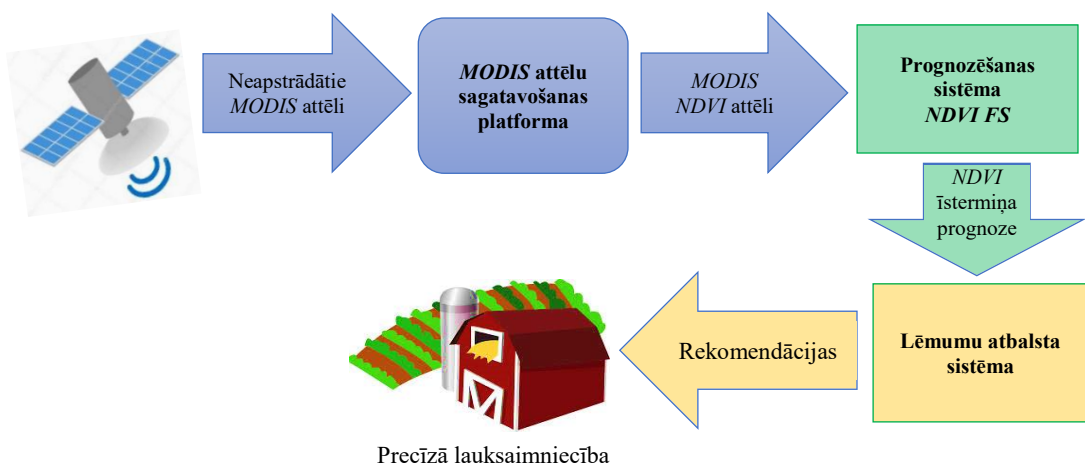 Neapstrādātie
MODIS attēli
MODIS attēlu
sagatavošanas
platforma
MODIS
NDVI attēli
Prognozēšanas
sistēma
NDVI FS
NDVI
īstermiņa
prognoze
Lēmumu atbalsta
sistēma
Rekomendācijas
Precīzā lauksaimniecība